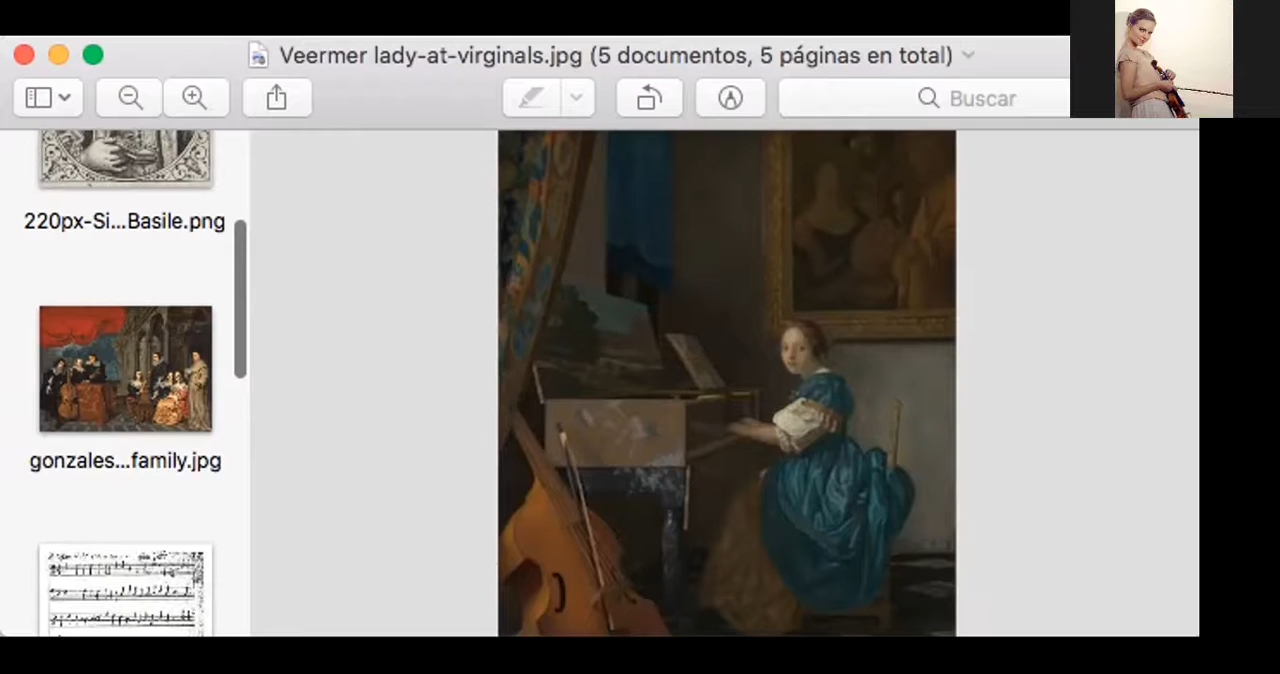 Veermer lady-at-virginals.jpg (5 documentos, 5 páginas en total)
Buscar
220px-Si...Basile.png
gonzales...family.jpg